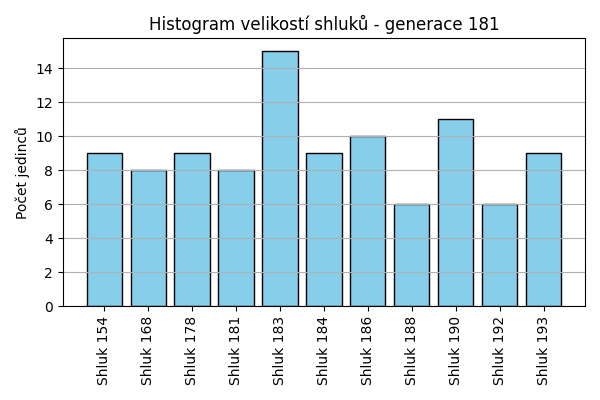 Histogram velikostí shluků - generace 181
Počet jedinců
14
12
10
8
6
4
2
0
Shluk 154
Shluk 168
Shluk 178
Shluk 181
Shluk 183
Shluk 184
Shluk 186
Shluk 188
Shluk 190
Shluk 192
Shluk 193